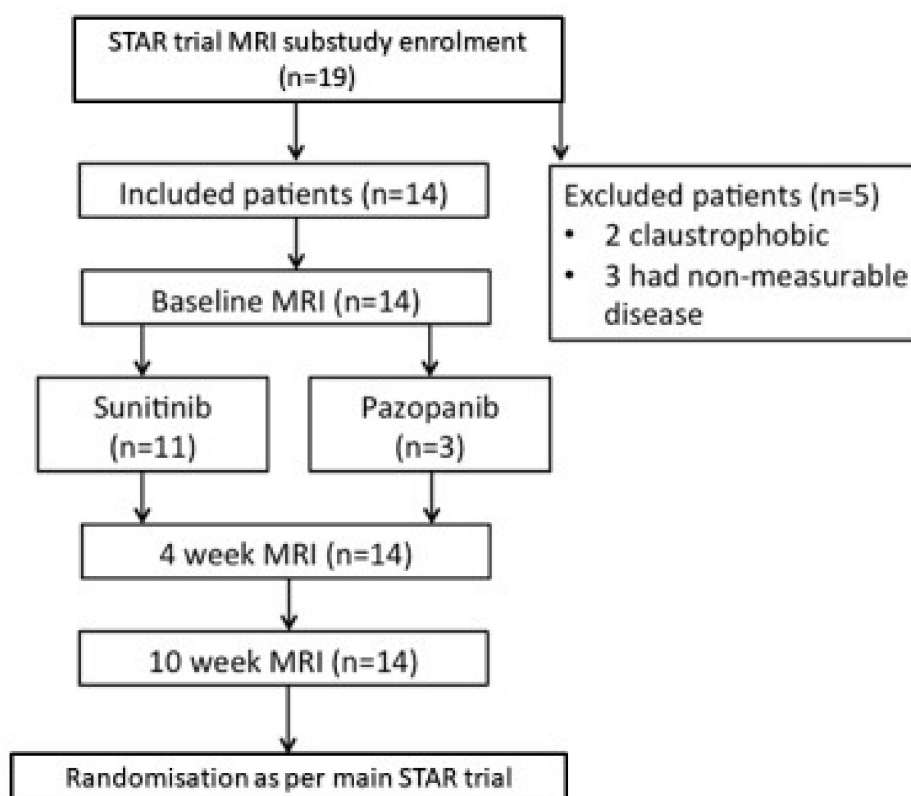 STAR trial MRI substudy enrolment
(n=19)
Included patients (n=14)
Excluded patients (n=5)
• 2 claustrophobic
• 3 had non-measurable
disease
Baseline MRI (n=14)
Sunitinib
(n=11)
Pazopanib
(n=3)
4 week MRI (n=14)
10 week MRI (n=14)
Randomisation as per main STAR trial